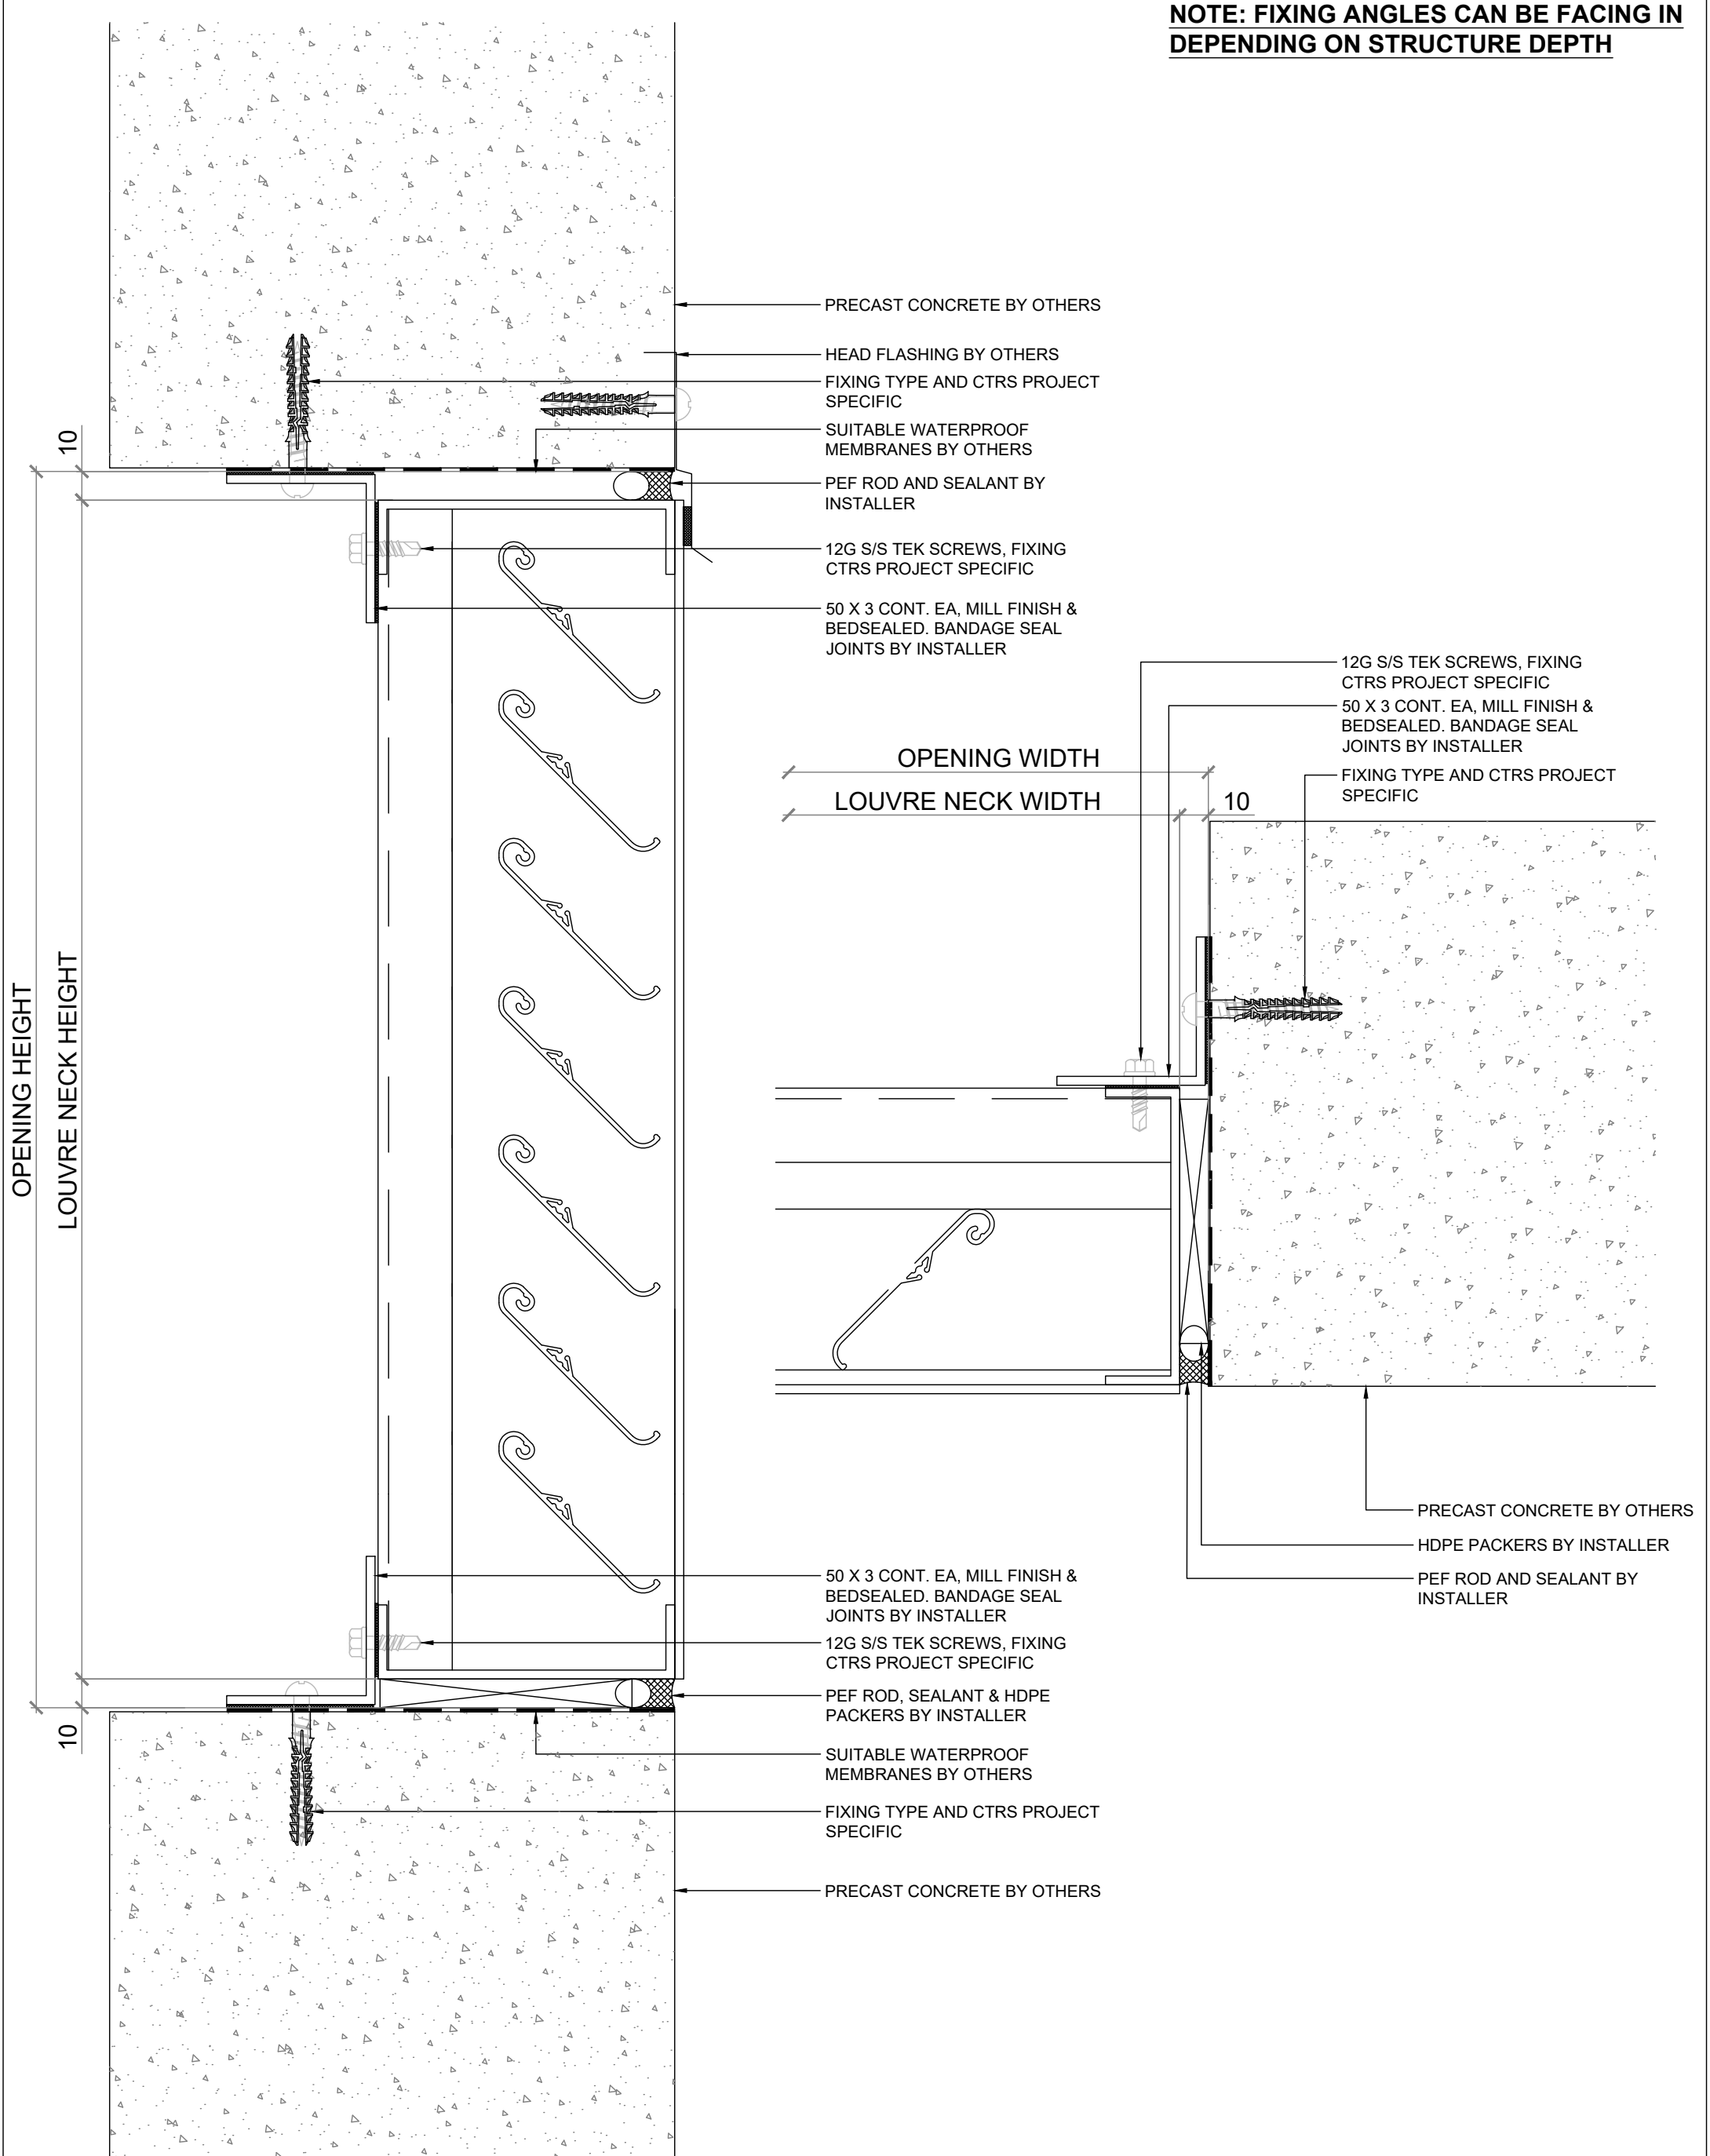 NOTE: FIXING ANGLES CAN BE FACING IN
DEPENDING ON STRUCTURE DEPTH
PRECAST CONCRETE BY OTHERS
HEAD FLASHING BY OTHERS
FIXING TYPE AND CTRS PROJECT
SPECIFIC
SUITABLE WATERPROOF
MEMBRANES BY OTHERS
PEF ROD AND SEALANT BY
INSTALLER
12G S/S TEK SCREWS, FIXING
CTRS PROJECT SPECIFIC
50 X 3 CONT. EA, MILL FINISH &
BEDSEALED. BANDAGE SEAL
JOINTS BY INSTALLER
10
OPENING HEIGHT
LOUVRE NECK HEIGHT
10
12G S/S TEK SCREWS, FIXING
CTRS PROJECT SPECIFIC
50 X 3 CONT. EA, MILL FINISH &
BEDSEALED. BANDAGE SEAL
JOINTS BY INSTALLER
FIXING TYPE AND CTRS PROJECT
SPECIFIC
OPENING WIDTH
LOUVRE NECK WIDTH
10
PRECAST CONCRETE BY OTHERS
HDPE PACKERS BY INSTALLER
PEF ROD AND SEALANT BY
INSTALLER
50 X 3 CONT. EA, MILL FINISH &
BEDSEALED. BANDAGE SEAL
JOINTS BY INSTALLER
12G S/S TEK SCREWS, FIXING
CTRS PROJECT SPECIFIC
PEF ROD, SEALANT & HDPE
PACKERS BY INSTALLER
SUITABLE WATERPROOF
MEMBRANES BY OTHERS
FIXING TYPE AND CTRS PROJECT
SPECIFIC
PRECAST CONCRETE BY OTHERS